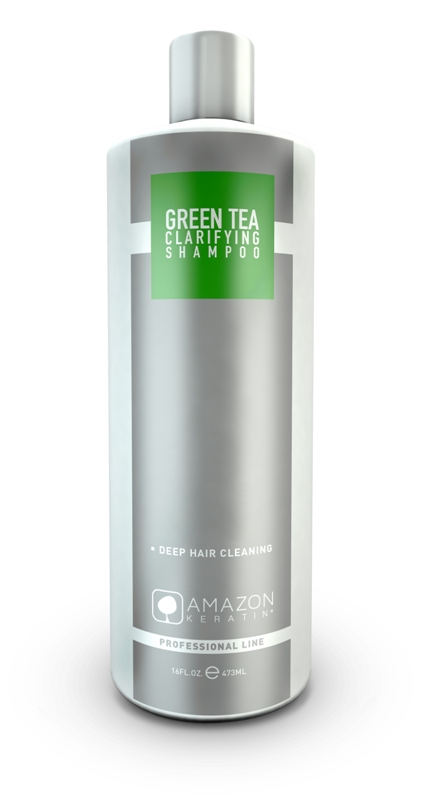 GREEN TEA
CLARIFYING
SHAMPOO
* DEEP HAIR CLEANING
AMAZON
KERATIN
PROFESSIONAL LINE
16FL.OZ. ℮ 473ML